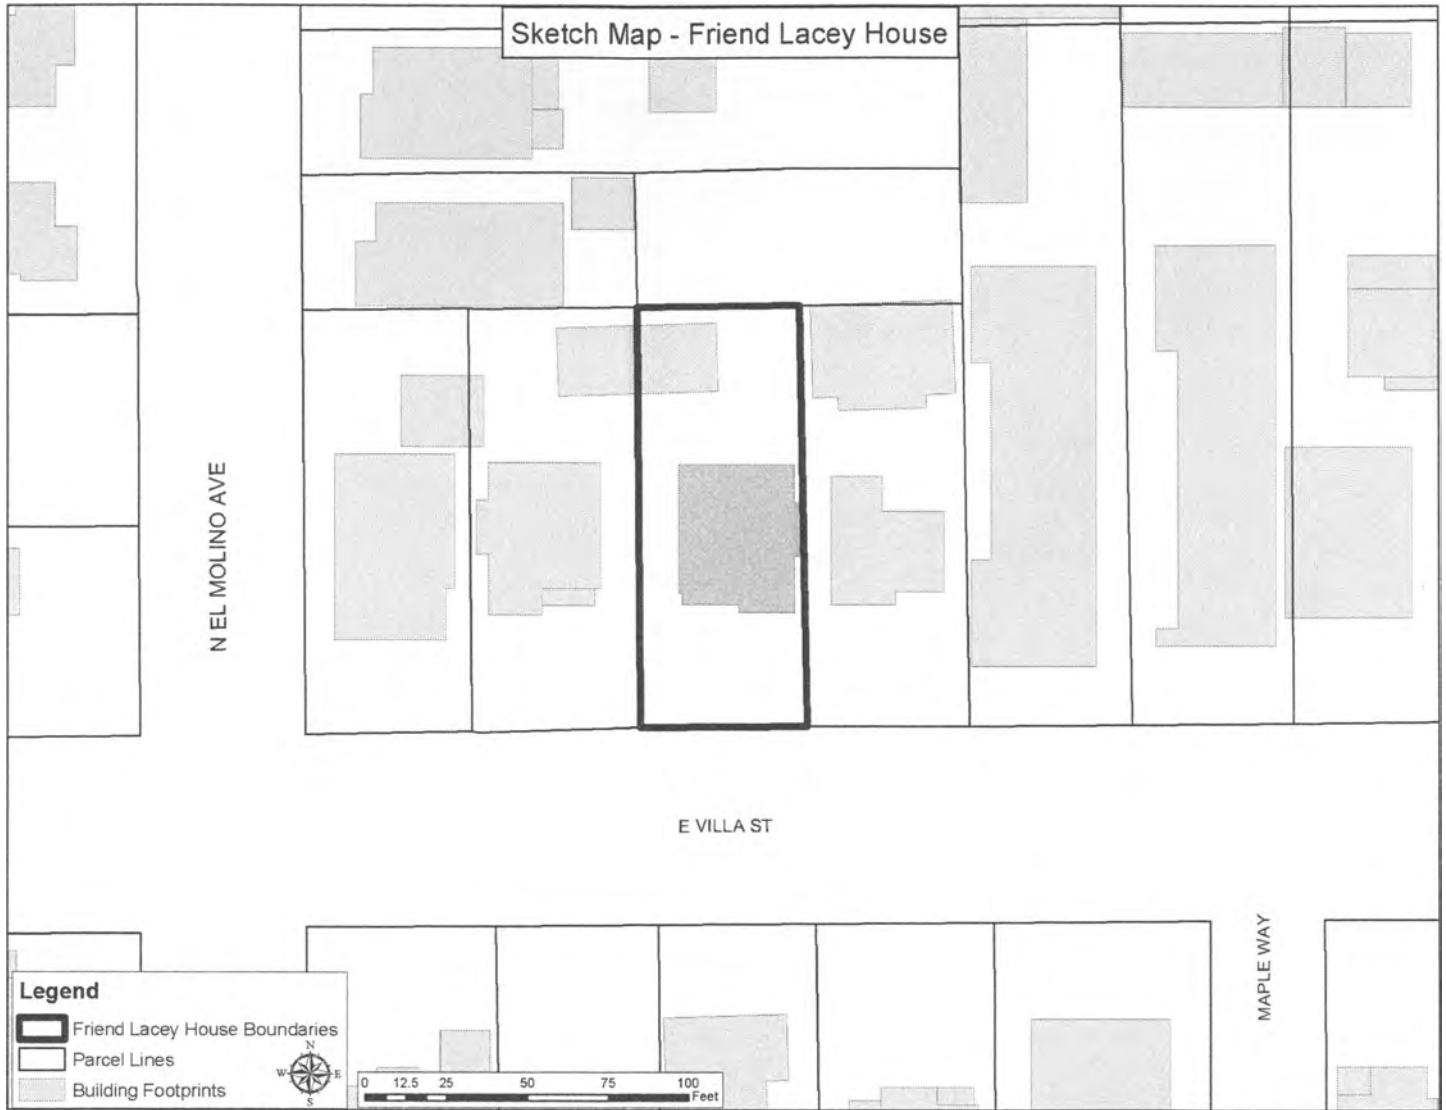 Sketch Map - Friend Lacey House
N EL MOLINO AVE
E VILLA ST
MAPLE WAY
Legend
Friend Lacey House Boundaries
Parcel Lines
Building Footprints
N
W E
S
0 12.5 25 50 75 100
Feet